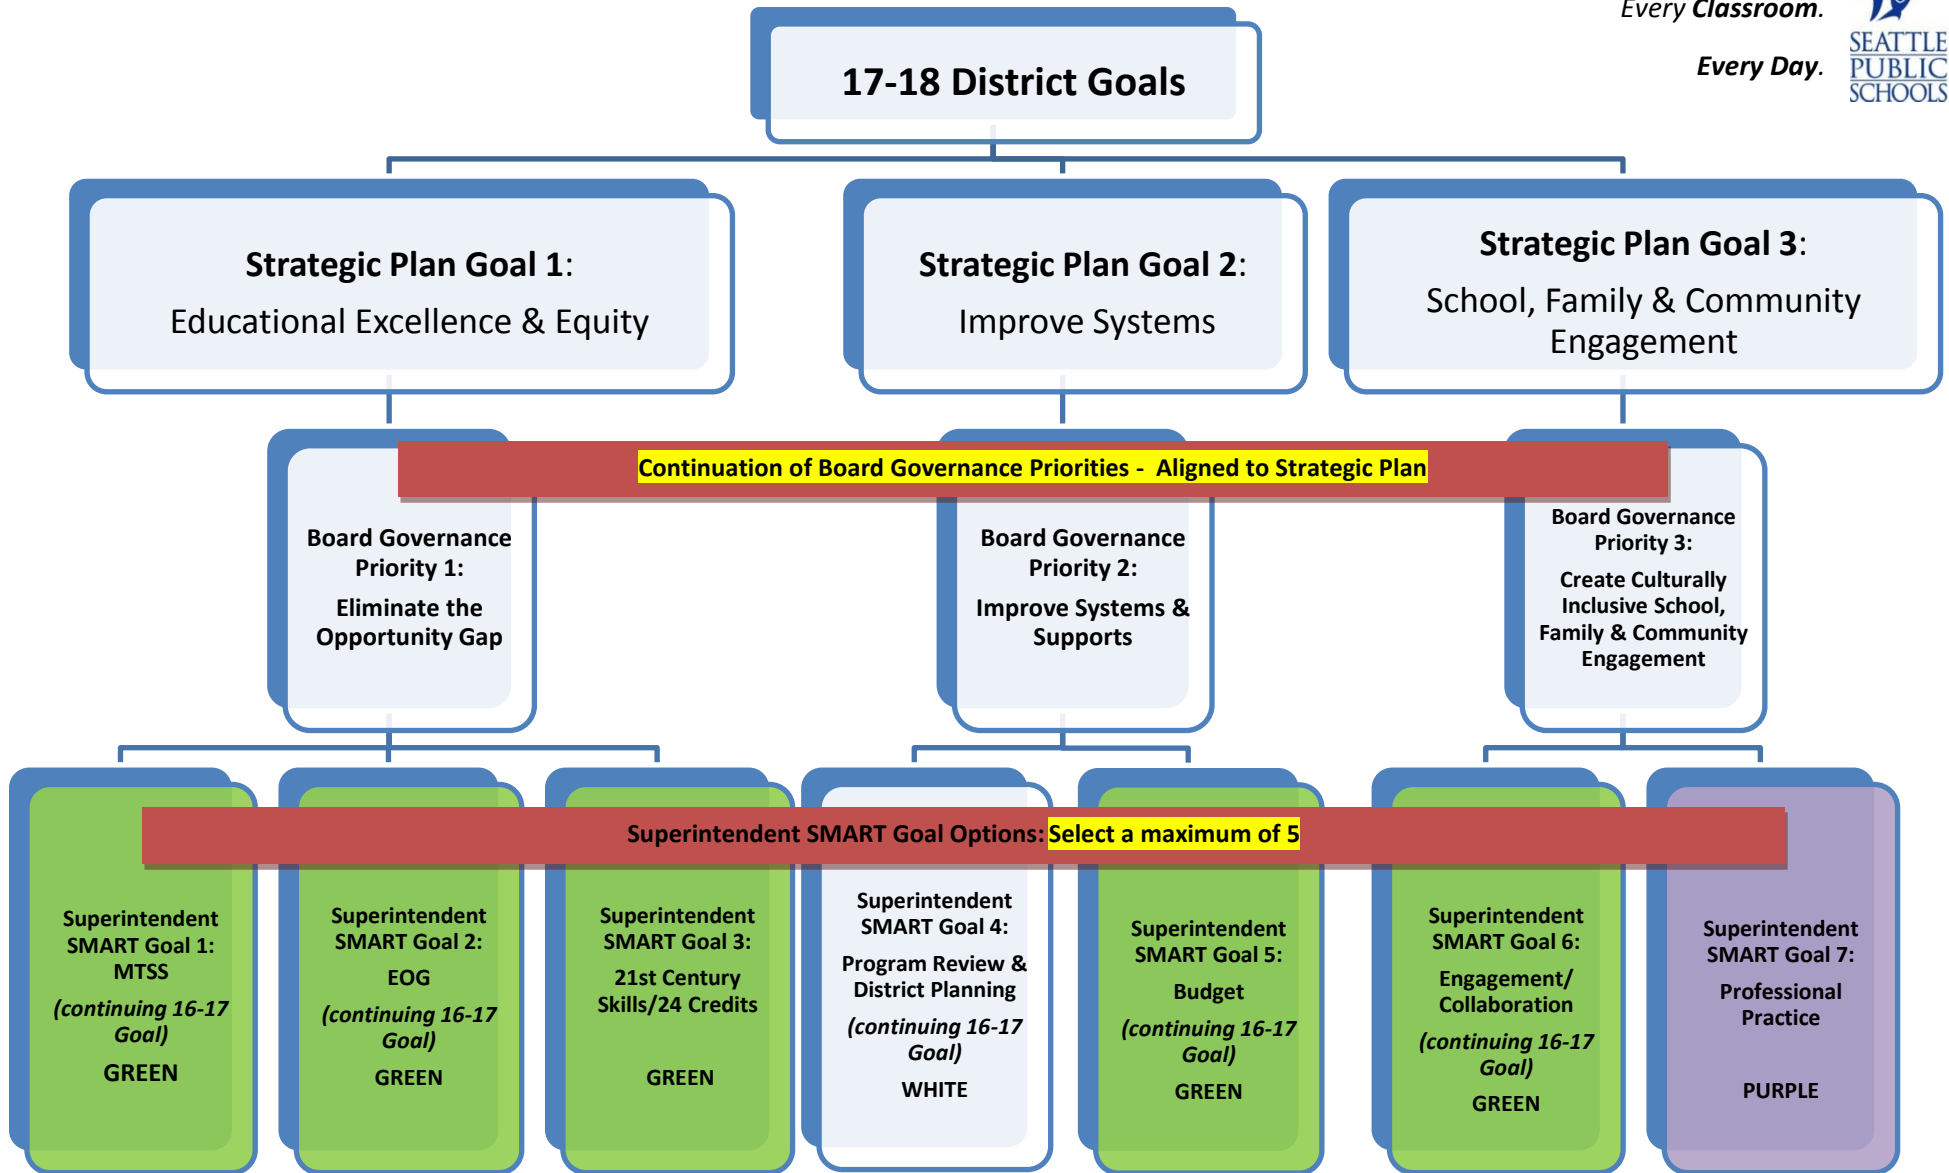 Every Classroom.
Every Day.
SEATTLE
PUBLIC
SCHOOLS
17-18 District Goals
Strategic Plan Goal 1:
Educational Excellence & Equity
Strategic Plan Goal 2:
Improve Systems
Strategic Plan Goal 3:
School, Family & Community
Engagement
Continuation of Board Governance Priorities - Aligned to Strategic Plan
Board Governance
Priority 1:
Eliminate the
Opportunity Gap
Board Governance
Priority 2:
Improve Systems &
Supports
Board Governance
Priority 3:
Create Culturally
Inclusive School,
Family & Community
Engagement
Superintendent SMART Goal Options: Select a maximum of 5
Superintendent
SMART Goal 1:
MTSS
(continuing 16-17
Goal)
GREEN
Superintendent
SMART Goal 2:
EOG
(continuing 16-17
Goal)
GREEN
Superintendent
SMART Goal 3:
21st Century
Skills/24 Credits
GREEN
Superintendent
SMART Goal 4:
Program Review &
District Planning
(continuing 16-17
Goal)
WHITE
Superintendent
SMART Goal 5:
Budget
(continuing 16-17
Goal)
GREEN
Superintendent
SMART Goal 6:
Engagement/
Collaboration
(continuing 16-17
Goal)
GREEN
Superintendent
SMART Goal 7:
Professional
Practice
PURPLE